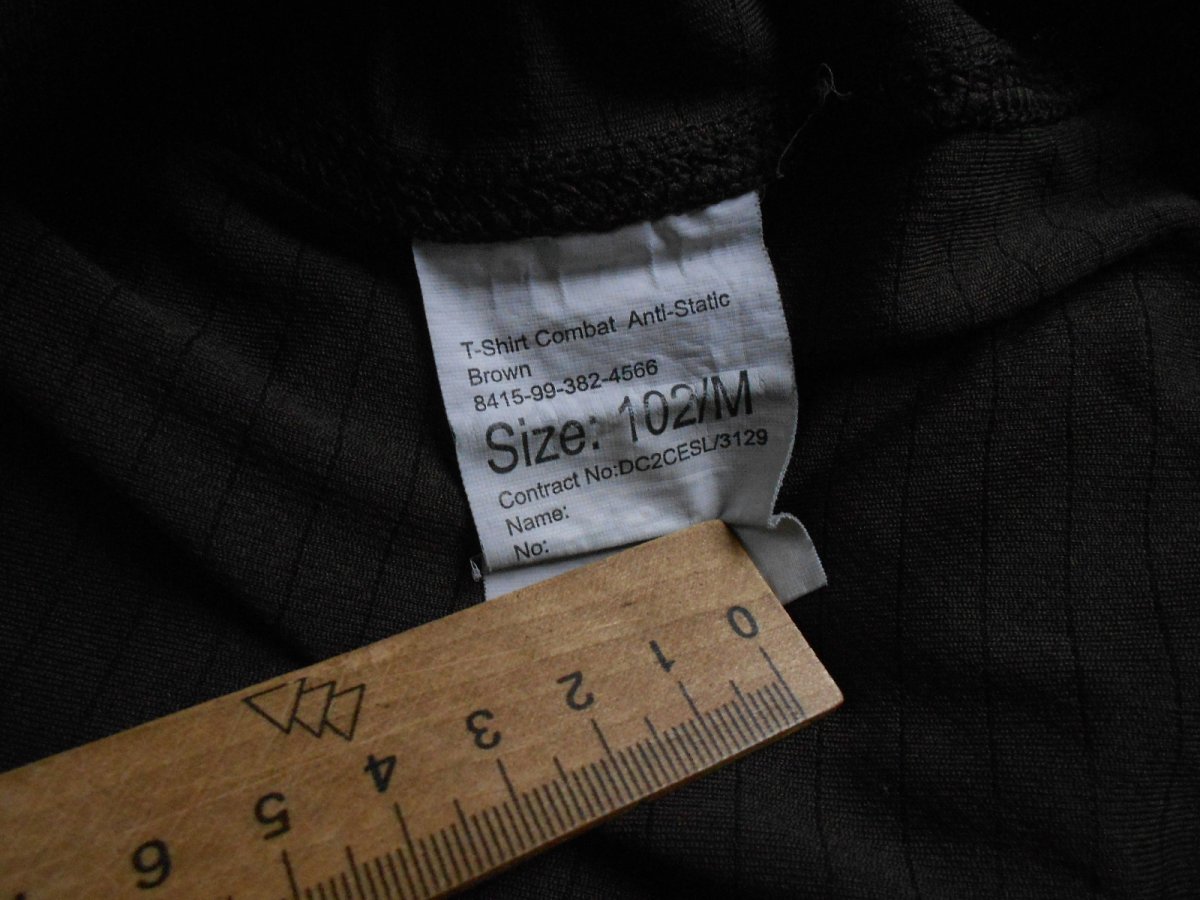 T-Shirt Combat Anti-Static
Brown
8415-99-382-4566
Size: 102/M
Contract No:DC2CESL/3129
Name:
No:
0 1 2 3 4 5 6